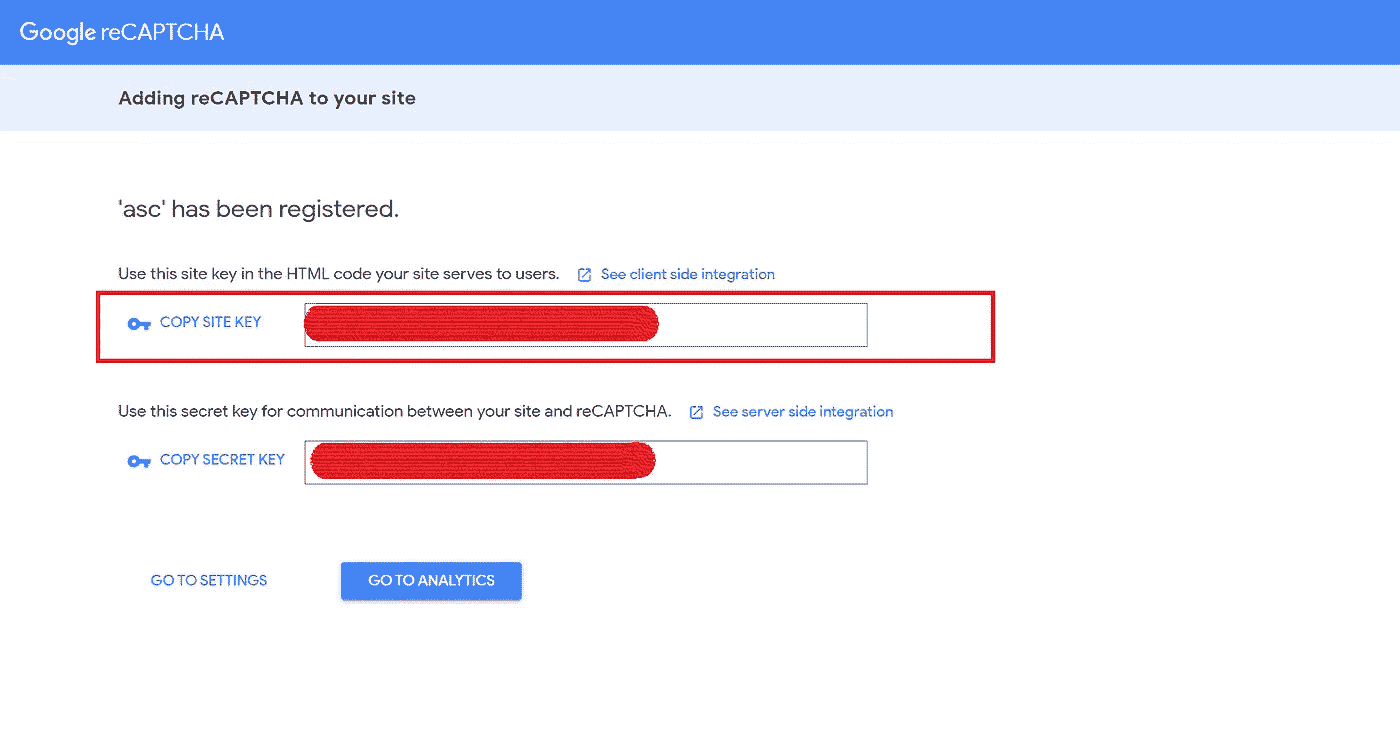 Google reCAPTCHA
Adding reCAPTCHA to your site
'asc' has been registered.
Use this site key in the HTML code your site serves to users. See client side integration
COPY SITE KEY
Use this secret key for communication between your site and reCAPTCHA. See server side integration
COPY SECRET KEY
GO TO SETTINGS GO TO ANALYTICS